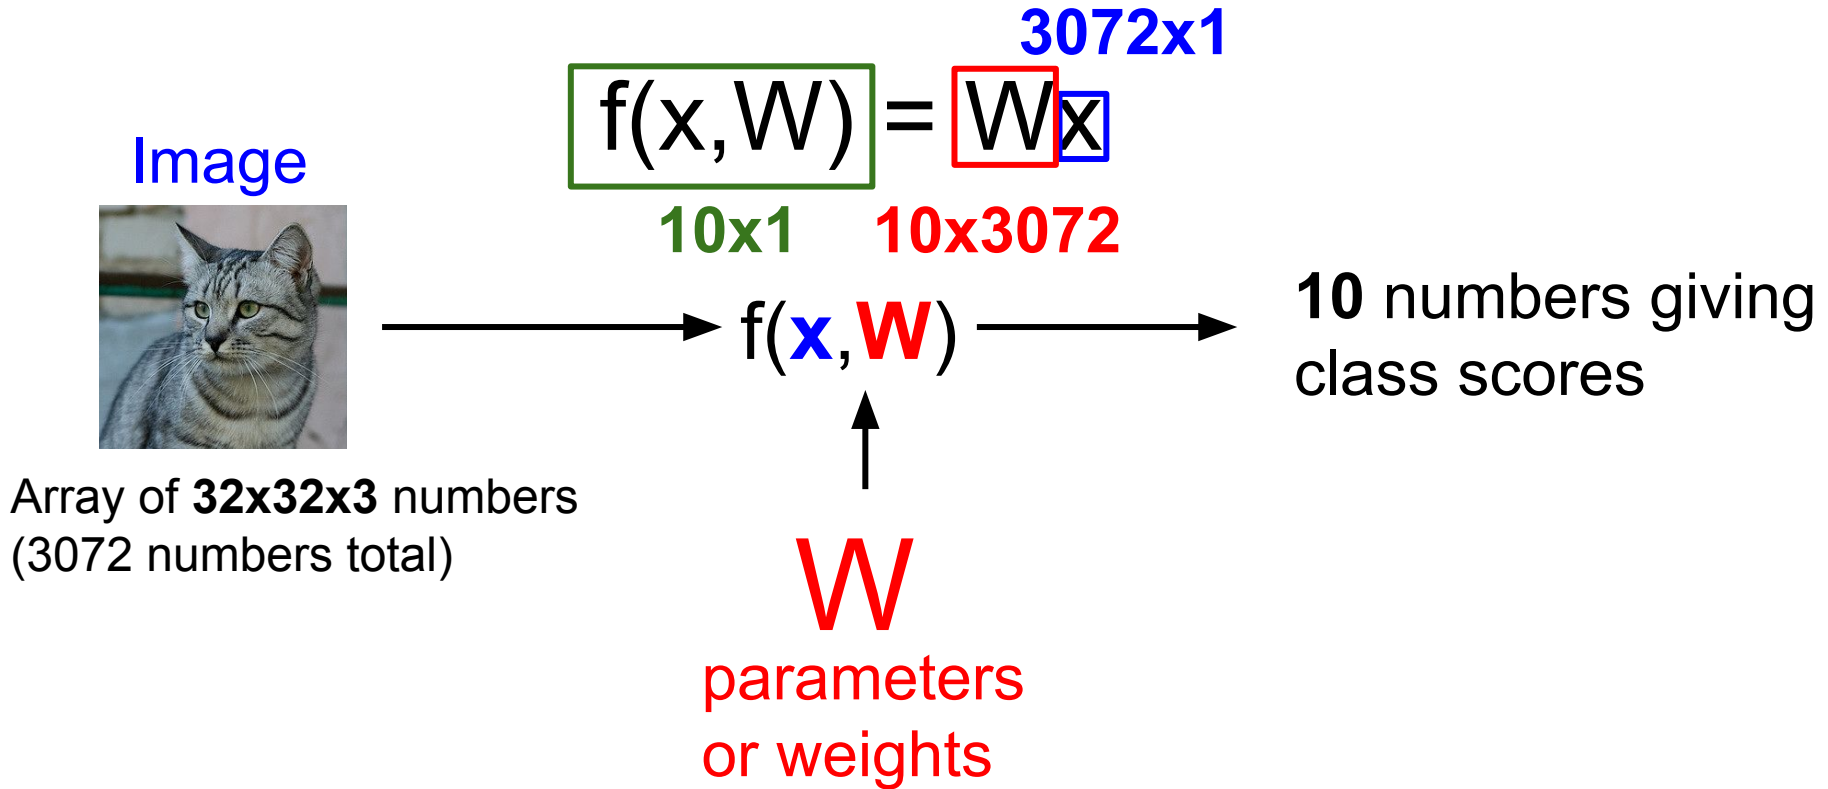 3072x1
f(x,W) = Wx
Image
10x1 10x3072
f(x,W)
10 numbers giving
class scores
Array of 32x32x3 numbers
(3072 numbers total)
W
parameters
or weights